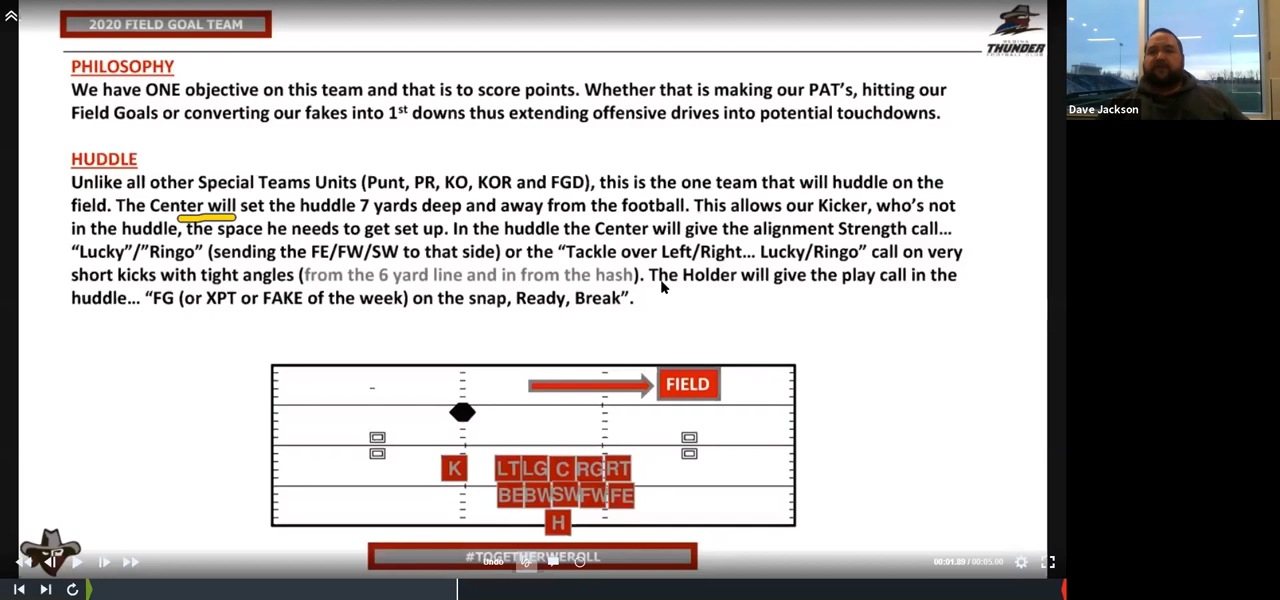 2020 FIELD GOAL TEAM
THUNDER
Dave Jackson
PHILOSOPHY
We have ONE objective on this team and that is to score points. Whether that is making our PAT's, hitting our
Field Goals or converting our fakes into 1st downs thus extending offensive drives into potential touchdowns.
HUDDLE
Unlike all other Special Teams Units (Punt, PR, KO, KOR and FGD), this is the one team that will huddle on the
field. The Center will set the huddle 7 yards deep and away from the football. This allows our Kicker, who's not
in the huddle, the space he needs to get set up. In the huddle the Center will give the alignment Strength call…
“Lucky”/”Ringo” (sending the FE/FW/SW to that side) or the “Tackle over Left/Right… Lucky/Ringo” call on very
short kicks with tight angles (from the 6 yard line and in from the hash). The Holder will give the play call in the
huddle… “FG (or XPT or FAKE of the week) on the snap, Ready, Break”.
FIELD
K LT LG C RG RT
BE BW SW FW FE
H
#TOGETHERWEROLL
Undo
00:01.89 / 00:05.00